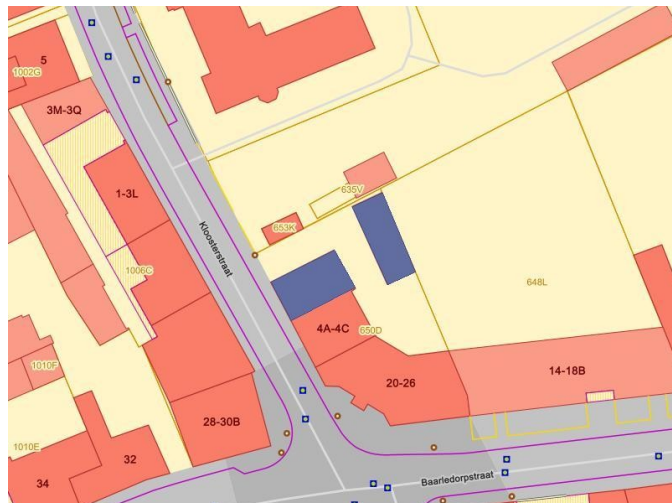 5
1002G
3M-3Q
1-3L
635V
653K
Kloosterstraat
1006C
648L
4A-4C
650D
1010F
14-18B
20-26
28-30B
1010E
32
34
Baarledorpstraat